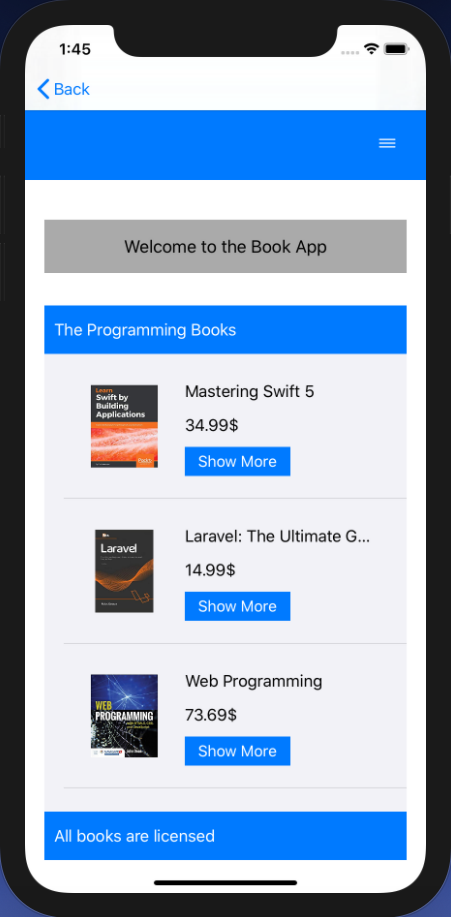 1:45
Back
Welcome to the Book App
The Programming Books
Learn
Swift by
Building
Applications
Mastering Swift 5
34.99$
Show More
Laravel
Laravel: The Ultimate G...
14.99$
Show More
WEB
PROGRAMMING
Web Programming
73.69$
Show More
All books are licensed